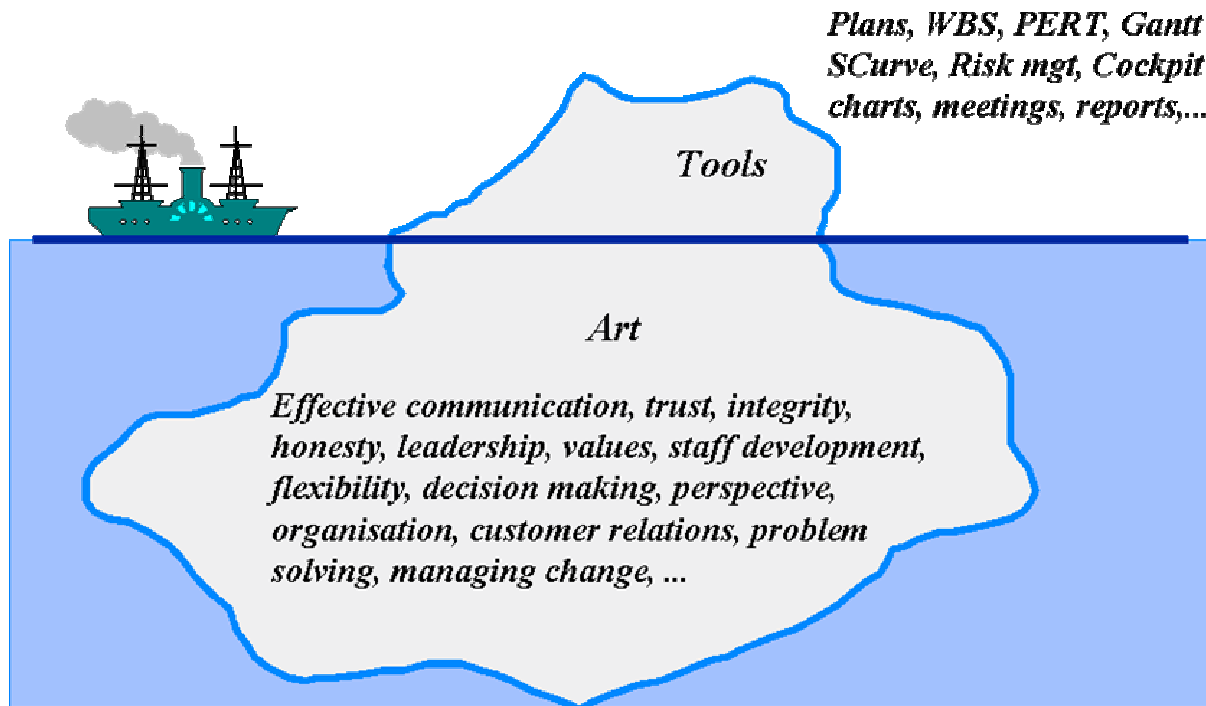 Plans, WBS, PERT, Gantt
SCurve, Risk mgt, Cockpit
charts, meetings, reports,...
Tools
Art
Effective communication, trust, integrity,
honesty, leadership, values, staff development,
flexibility, decision making, perspective,
organisation, customer relations, problem
solving, managing change, ...